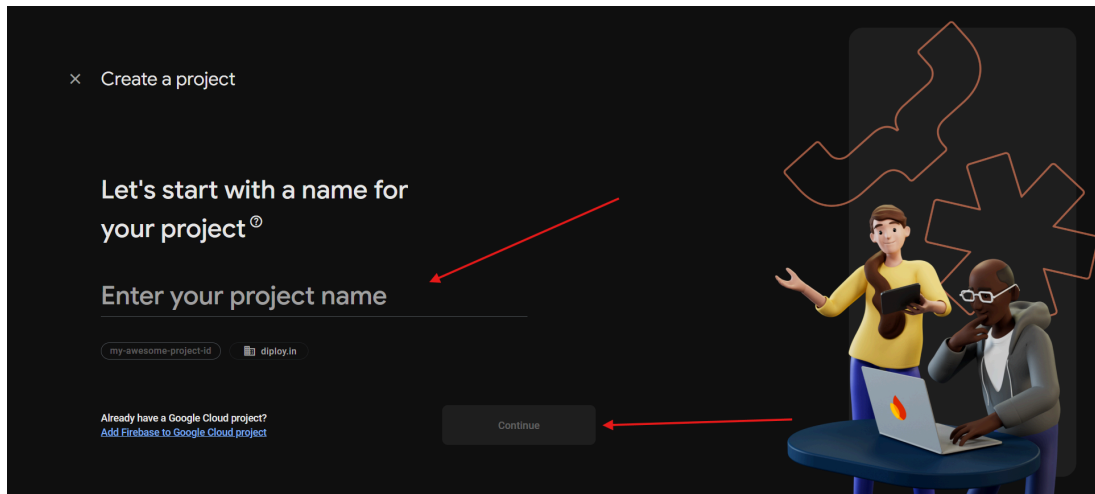 Create a project
Let's start with a name for
your project
Enter your project name
my-awesome-project-id
diploy.in
Already have a Google Cloud project?
Add Firebase to Google Cloud project
Continue